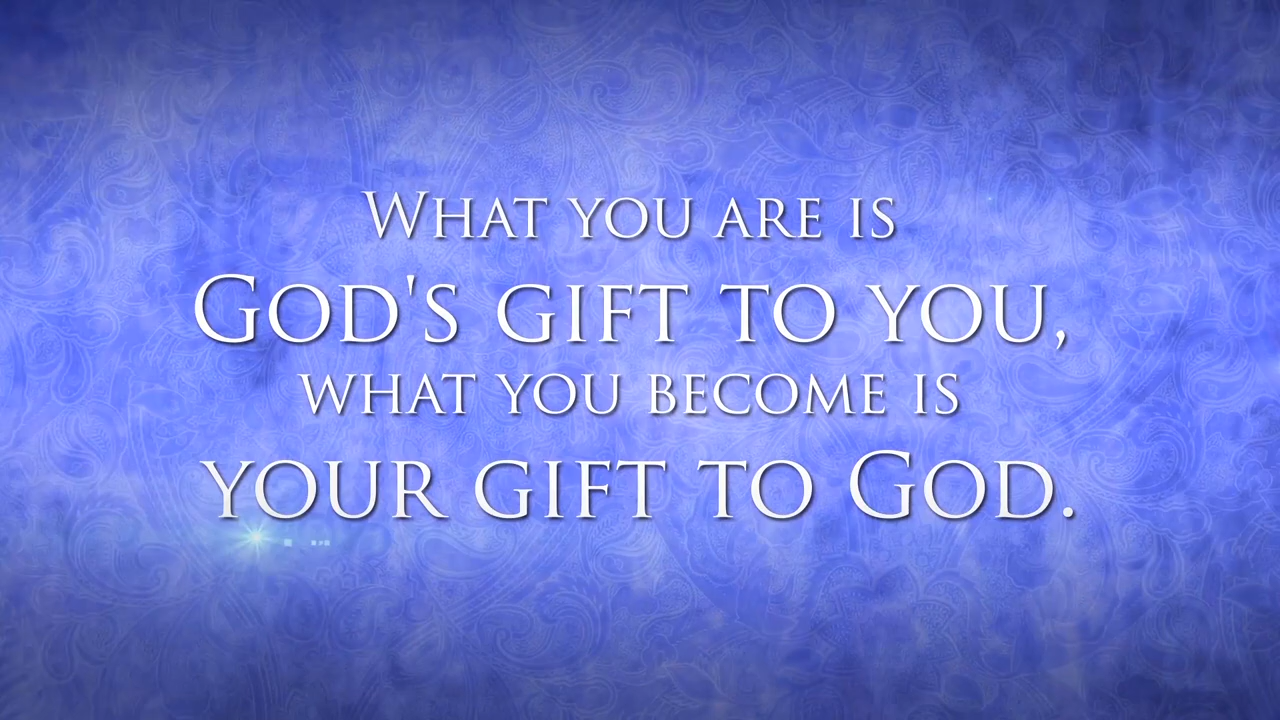 What you are is
God's gift to you,
what you become is
your gift to God.